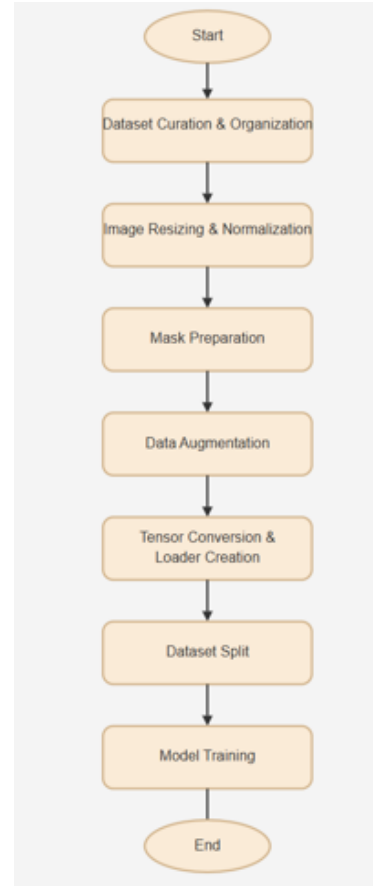 Start
Dataset Curation & Organization
Image Resizing & Normalization
Mask Preparation
Data Augmentation
Tensor Conversion &
Loader Creation
Dataset Split
Model Training
End